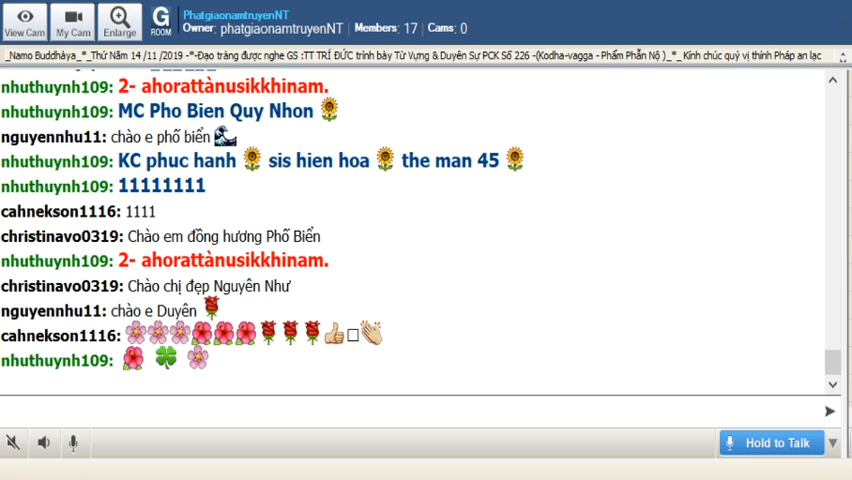 View Cam
My Cam
Enlarge
G
ROOM
PhatgiaonamtruyenNT
Owner: phatgiaonamtruyenNT | Members: 17 | Cams: 0
_Namo Buddhàya_*_Thứ Năm 14 /11 /2019 -*-Đạo tràng được nghe GS :TT TRÍ ĐỨC trình bày Từ Vựng & Duyên Sự PCK Số 226 -(Kodha-vagga - Phẩm Phẫn Nộ )_*_ Kính chúc quý vị thính Pháp an lạc
nhuthuynh109: 2- ahorattànusikkhinam.
nhuthuynh109: MC Pho Bien Quy Nhon 🌻
nguyennhu11: chào e phố biển 🌊
nhuthuynh109: KC phuc hanh 🌻 sis hien hoa 🌻 the man 45 🌻
nhuthuynh109: 11111111
cahnekson1116: 1111
christinavo0319: Chào em đồng hương Phố Biển
nhuthuynh109: 2- ahorattànusikkhinam.
christinavo0319: Chào chị đẹp Nguyên Như
nguyennhu11: chào e Duyên 🌹
cahnekson1116: 🌸🌸🌸🌺🌺🌺🌹🌹🌹👍□👏
nhuthuynh109: 🌺 🍀 🌸
Hold to Talk